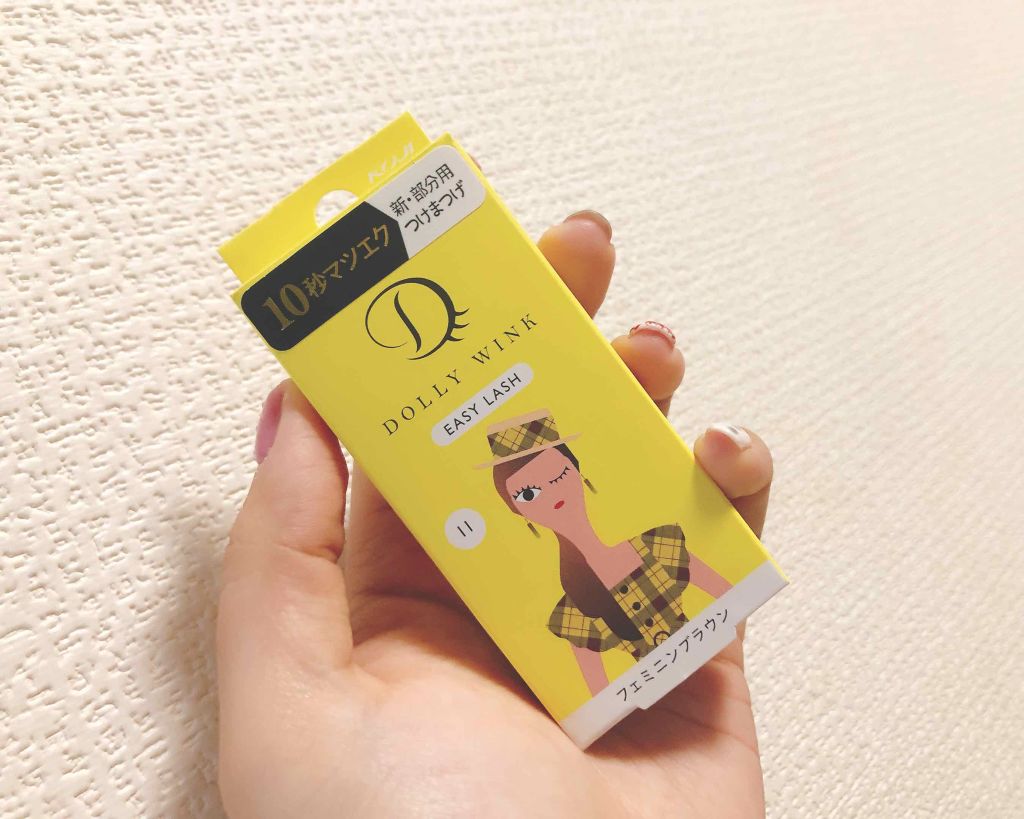 KOJI
10秒マツエク
新・部分用
つけまつげ
D
DOLLY WINK
EASY LASH
11
フェミニンブラウン